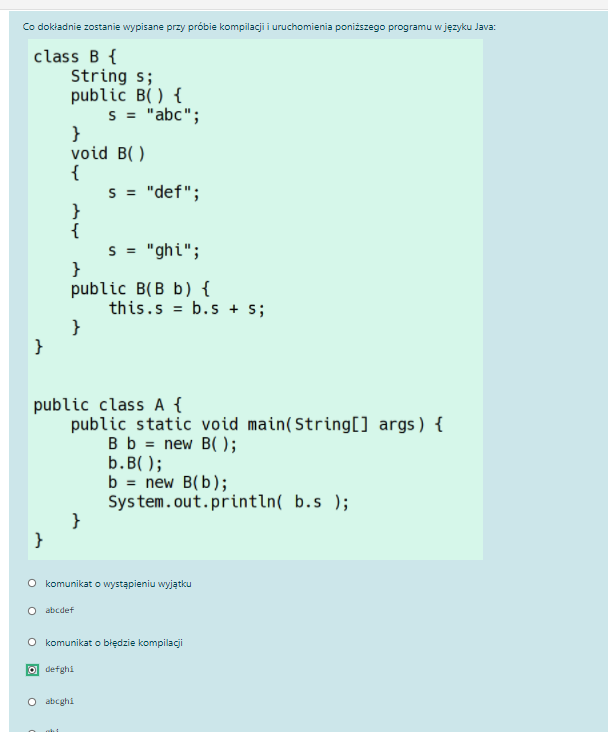 Co dokładnie zostanie wypisane przy próbie kompilacji i uruchomienia poniższego programu w języku Java:
class B {
    String s;
    public B() {
        s = "abc";
    }
    void B()
    {
        s = "def";
    }
    {
        s = "ghi";
    }
    public B(B b) {
        this.s = b.s + s;
    }
}
public class A {
    public static void main(String[] args) {
        B b = new B();
        b.B();
        b = new B(b);
        System.out.println( b.s );
    }
}
komunikat o wystąpieniu wyjątku
abcdef
komunikat o błędzie kompilacji
defghi
abcghi